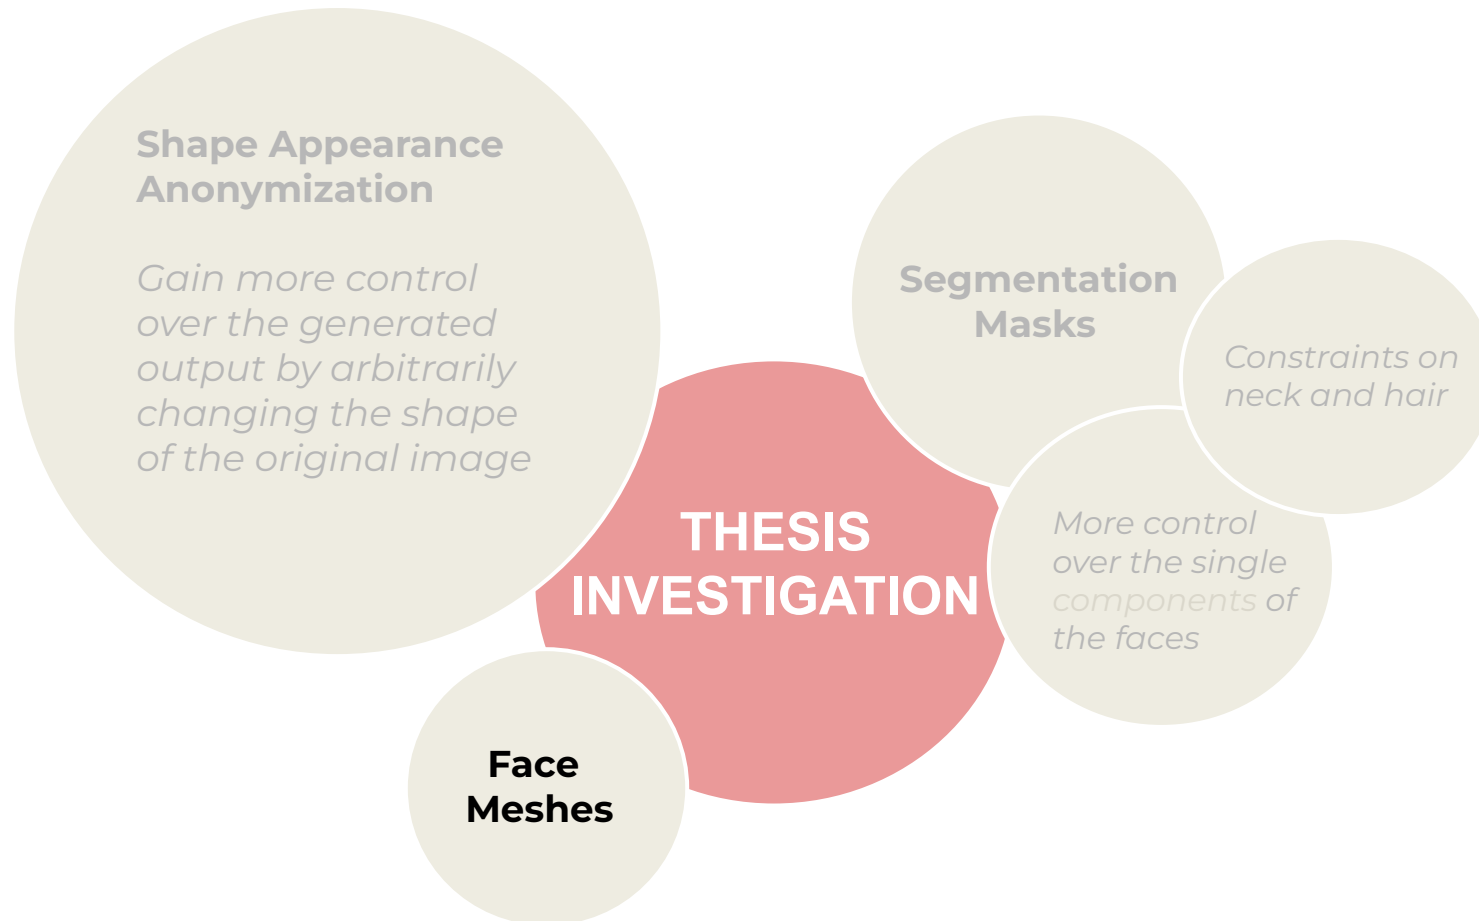 Shape Appearance
Anonymization
Gain more control
over the generated
output by arbitrarily
changing the shape
of the original image
Segmentation
Masks
Constraints on
neck and hair
More control
over the single
components of
the faces
THESIS
INVESTIGATION
Face
Meshes